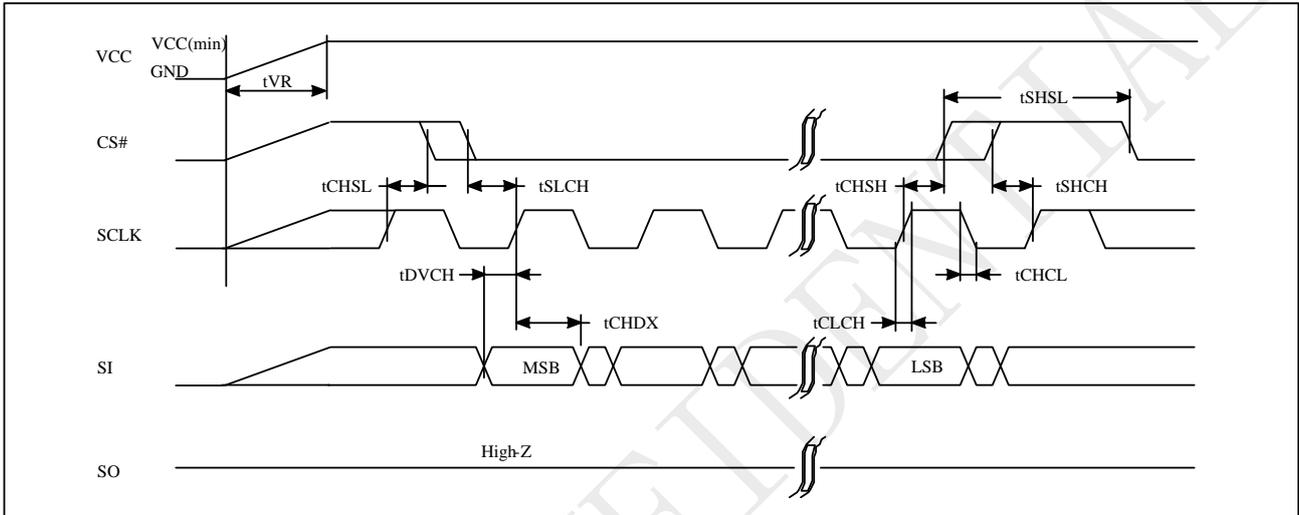 VCC
VCC(min)
GND
tVR
tSHSL
CS#
tCHSL
tSLCH
tCHSH
tSHCH
SCLK
tDVCH
tCHCL
tCHDX
tCLCH
SI
MSB
LSB
High-Z
SO
FIDENTIAL